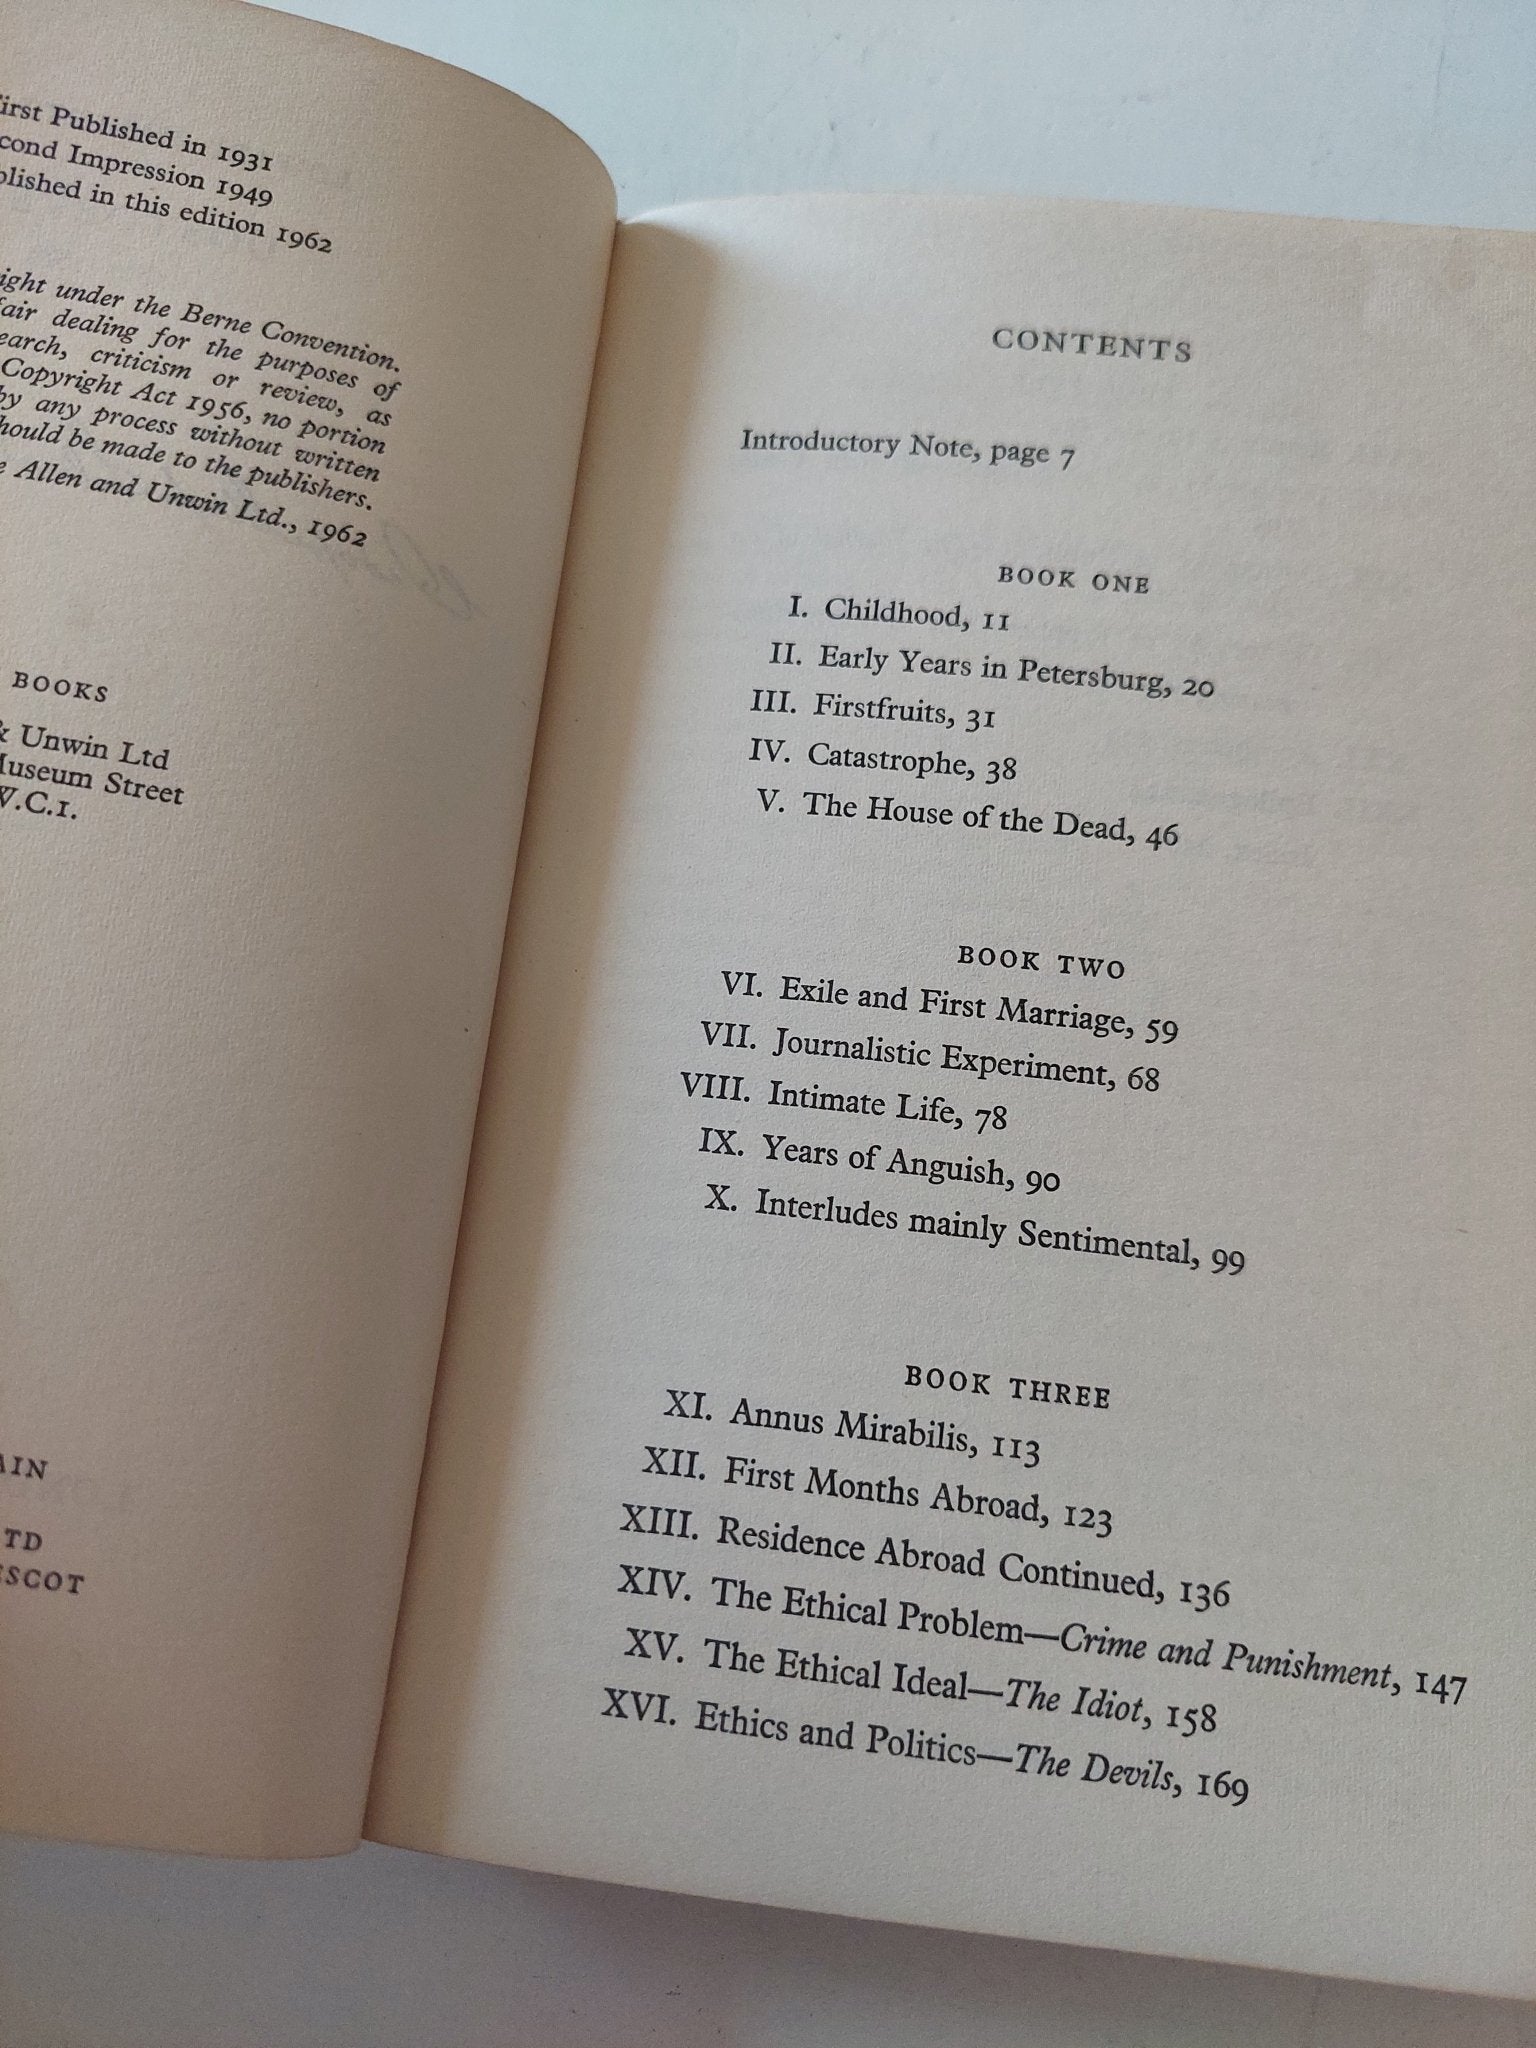 irst Published in 1931
cond Impression 1949
blished in this edition 1962
ight under the Berne Convention.
fair dealing for the purposes of
earch, criticism or review, as
Copyright Act 1956, no portion
by any process without written
hould be made to the publishers.
e Allen and Unwin Ltd., 1962
BOOKS
& Unwin Ltd
Museum Street
W.C.1.
AIN
TD
ESCOT
CONTENTS
Introductory Note, page 7
BOOK ONE
I. Childhood, 11
II. Early Years in Petersburg, 20
III. Firstfruits, 31
IV. Catastrophe, 38
V. The House of the Dead, 46
BOOK TWO
VI. Exile and First Marriage, 59
VII. Journalistic Experiment, 68
VIII. Intimate Life, 78
IX. Years of Anguish, 90
X. Interludes mainly Sentimental, 99
BOOK THREE
XI. Annus Mirabilis, 113
XII. First Months Abroad, 123
XIII. Residence Abroad Continued, 136
XIV. The Ethical Problem—Crime and Punishment, 147
XV. The Ethical Ideal—The Idiot, 158
XVI. Ethics and Politics—The Devils, 169